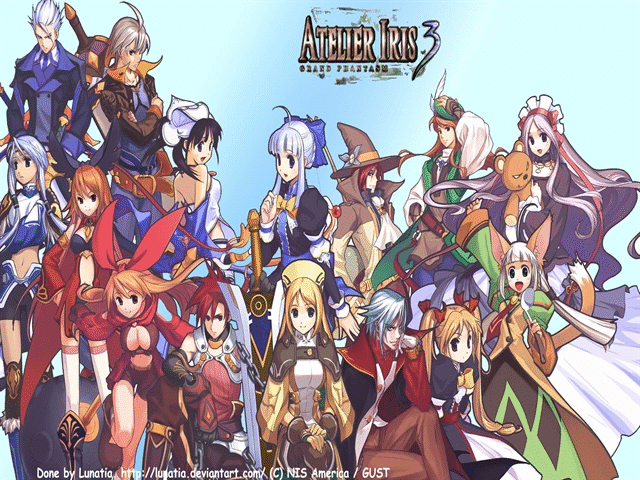 ATELIER IRIS 3
GRAND PHANTASM
Done by Lunatia, http://lunatia.deviantart.com/ (C) NIS America / GUST